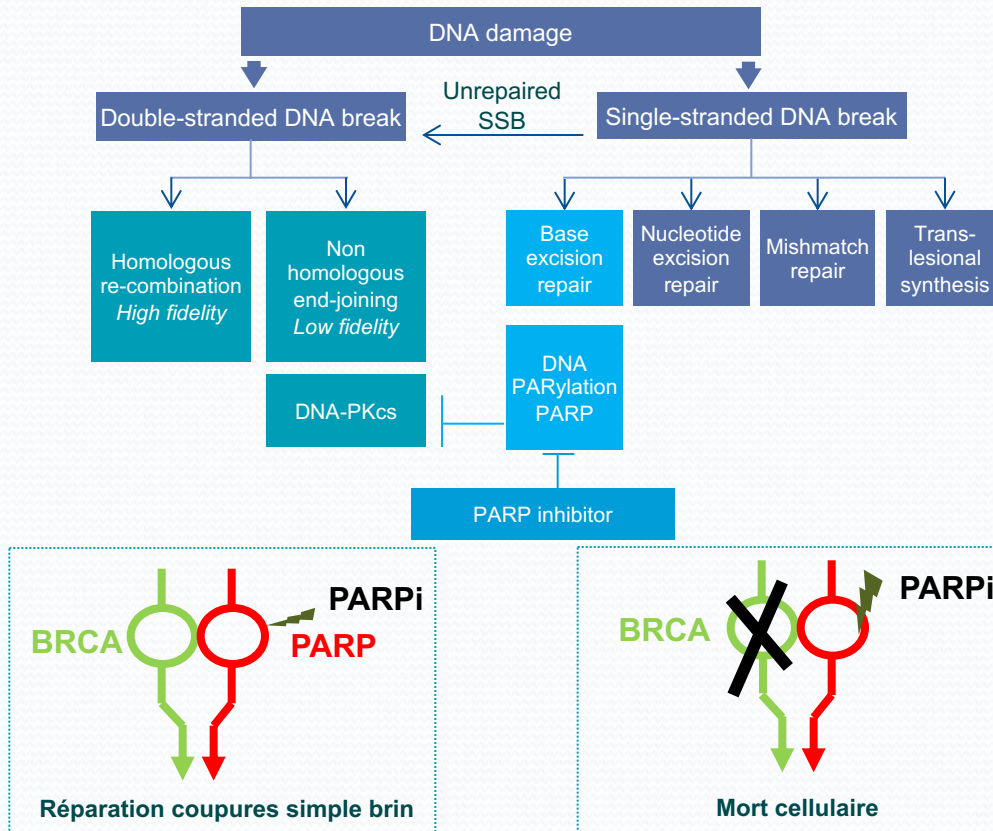 DNA damage
Unrepaired
SSB
Double-stranded DNA break
Single-stranded DNA break
Homologous
re-combination
High fidelity
Non
homologous
end-joining
Low fidelity
Base
excision
repair
Nucleotide
excision
repair
Mishmatch
repair
Trans-
lesional
synthesis
DNA-PKcs
DNA
PARylation
PARP
PARP inhibitor
BRCA
PARPi
PARP
Réparation coupures simple brin
BRCA
PARPi
Mort cellulaire